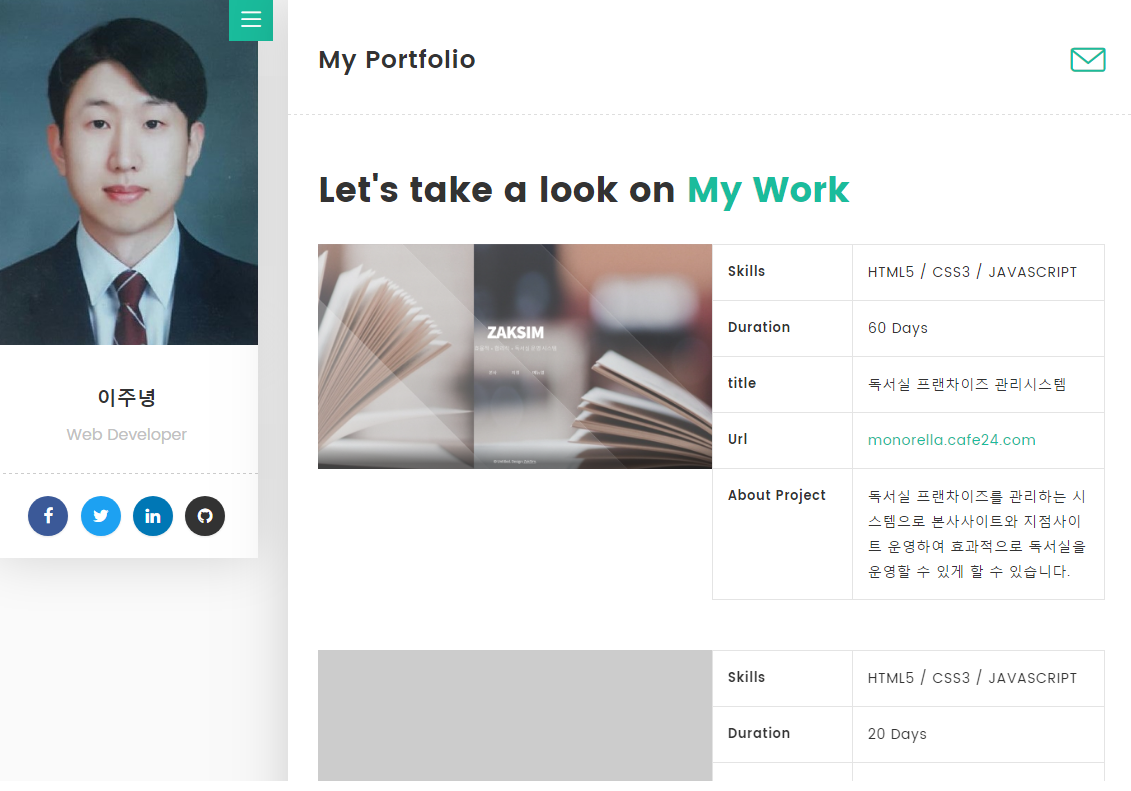 My Portfolio
이주녕
Web Developer
Let's take a look on My Work
ZAKSIM
Skills
HTML5 / CSS3 / JAVASCRIPT
Duration
60 Days
title
독서실 프랜차이즈 관리시스템
Url
monorella.cafe24.com
About Project
독서실 프랜차이즈를 관리하는 시
스템으로 본사사이트와 지점사이
트 운영하여 효과적으로 독서실을
운영할 수 있게 할 수 있습니다.
Skills
HTML5 / CSS3 / JAVASCRIPT
Duration
20 Days